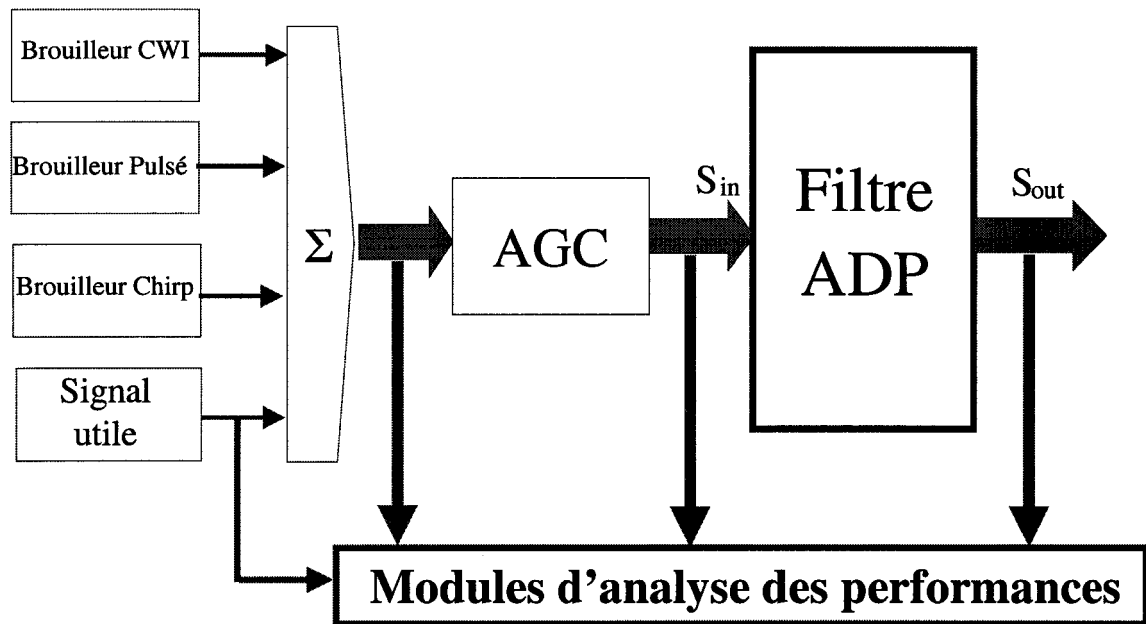 Brouilleur CWI
Brouilleur Pulsé
Brouilleur Chirp
Signal
utile
Σ
AGC
Sin
Filtre
ADP
Sout
Modules d'analyse des performances